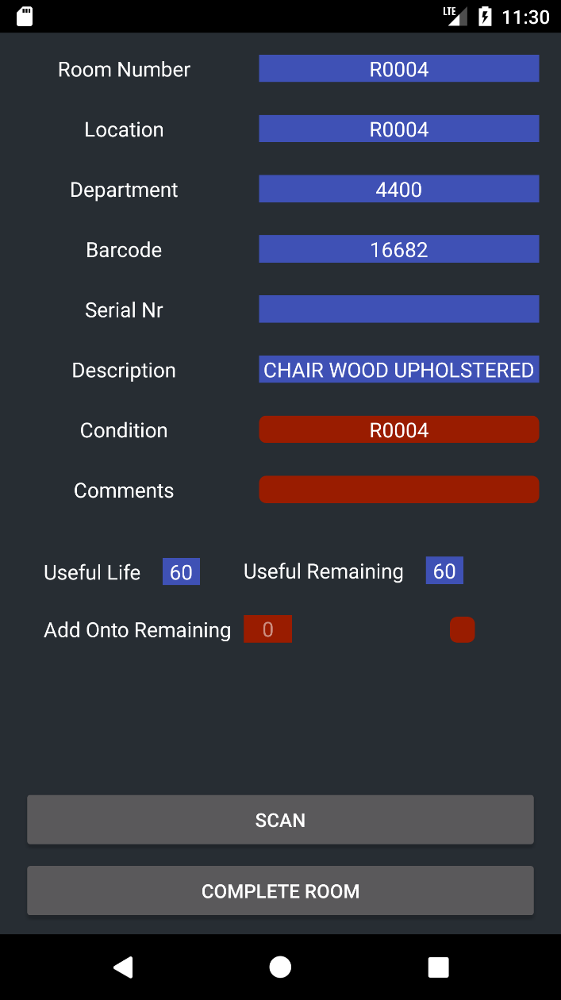 LTE 11:30
Room Number R0004
Location R0004
Department 4400
Barcode 16682
Serial Nr
Description CHAIR WOOD UPHOLSTERED
Condition R0004
Comments
Useful Life 60 Useful Remaining 60
Add Onto Remaining 0
SCAN
COMPLETE ROOM